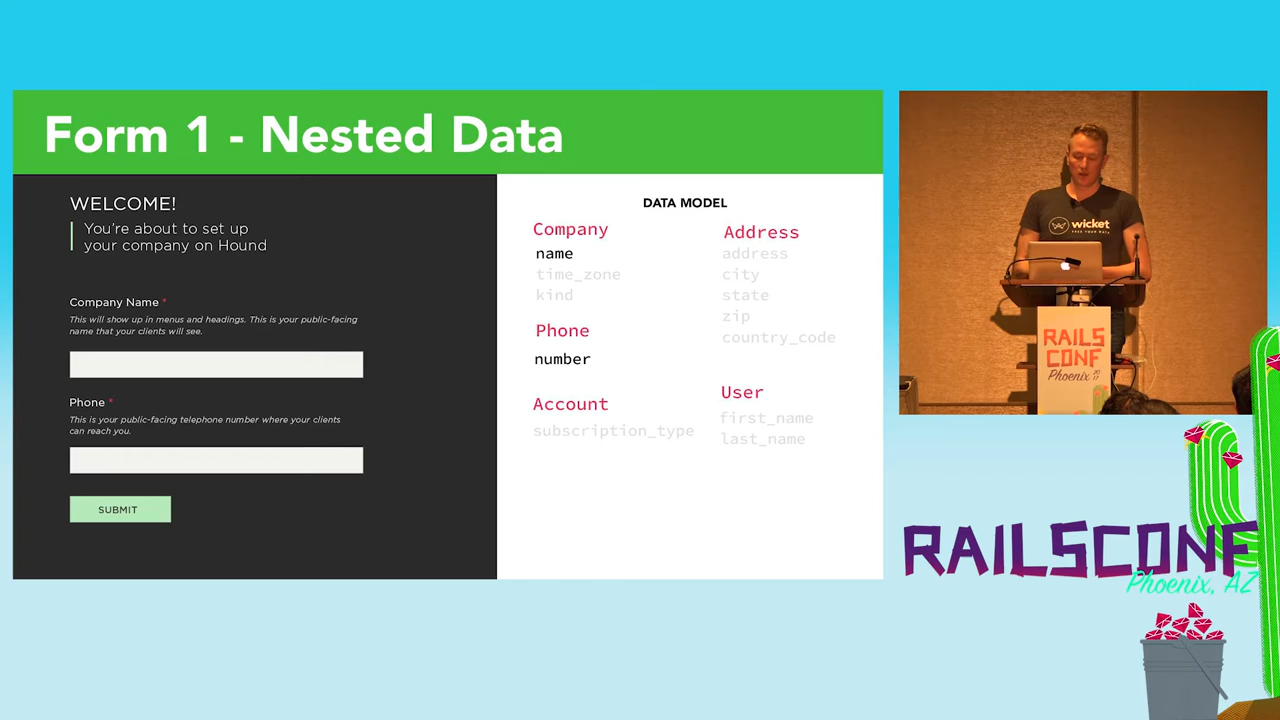 Form 1 - Nested Data
WELCOME!
You're about to set up
your company on Hound
Company Name *
This will show up in menus and headings. This is your public-facing
name that your clients will see.
Phone *
This is your public-facing telephone number where your clients
can reach you.
SUBMIT
DATA MODEL
Company
name
time_zone
kind
Phone
number
Account
subscription_type
Address
address
city
state
zip
country_code
User
first_name
last_name
wicket
RAILS
CONF
Phoenix 2017
RAILSCONF
Phoenix, AZ